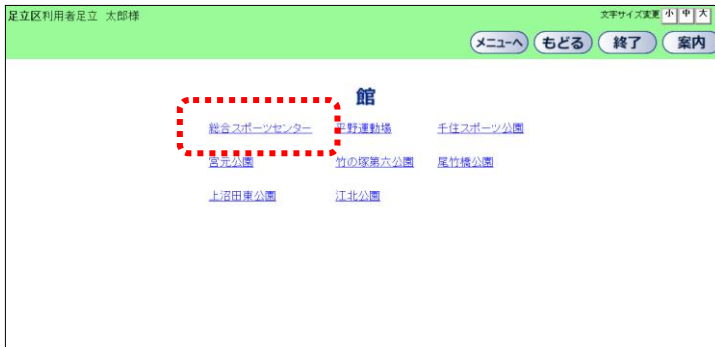 足立区利用者足立 太郎様
文字サイズ変更 小 中 大
メニューへ もどる 終了 案内
館
総合スポーツセンター 平野運動場 千住スポーツ公園
宮元公園 竹の塚第六公園 尾竹橋公園
上沼田東公園 江北公園